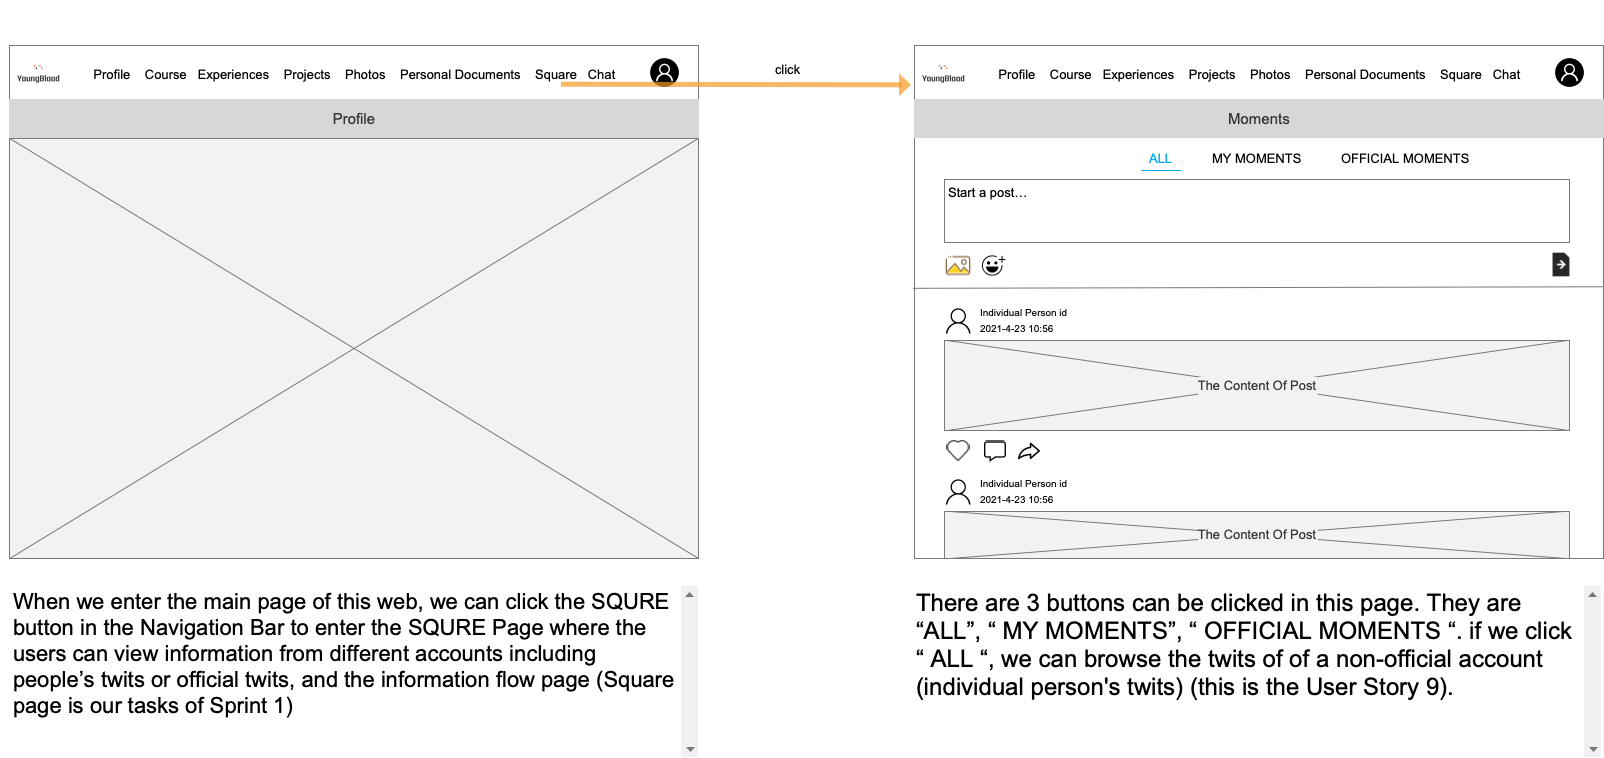 YoungBlood Profile Course Experiences Projects Photos Personal Documents Square Chat
Profile
click
YoungBlood Profile Course Experiences Projects Photos Personal Documents Square Chat
Moments
ALL MY MOMENTS OFFICIAL MOMENTS
Start a post...
Individual Person id
2021-4-23 10:56
The Content Of Post
Individual Person id
2021-4-23 10:56
The Content Of Post
When we enter the main page of this web, we can click the SQURE
button in the Navigation Bar to enter the SQURE Page where the
users can view information from different accounts including
people’s twits or official twits, and the information flow page (Square
page is our tasks of Sprint 1)
There are 3 buttons can be clicked in this page. They are
“ALL”, “ MY MOMENTS”, “ OFFICIAL MOMENTS “. if we click
“ ALL “, we can browse the twits of of a non-official account
(individual person's twits) (this is the User Story 9).